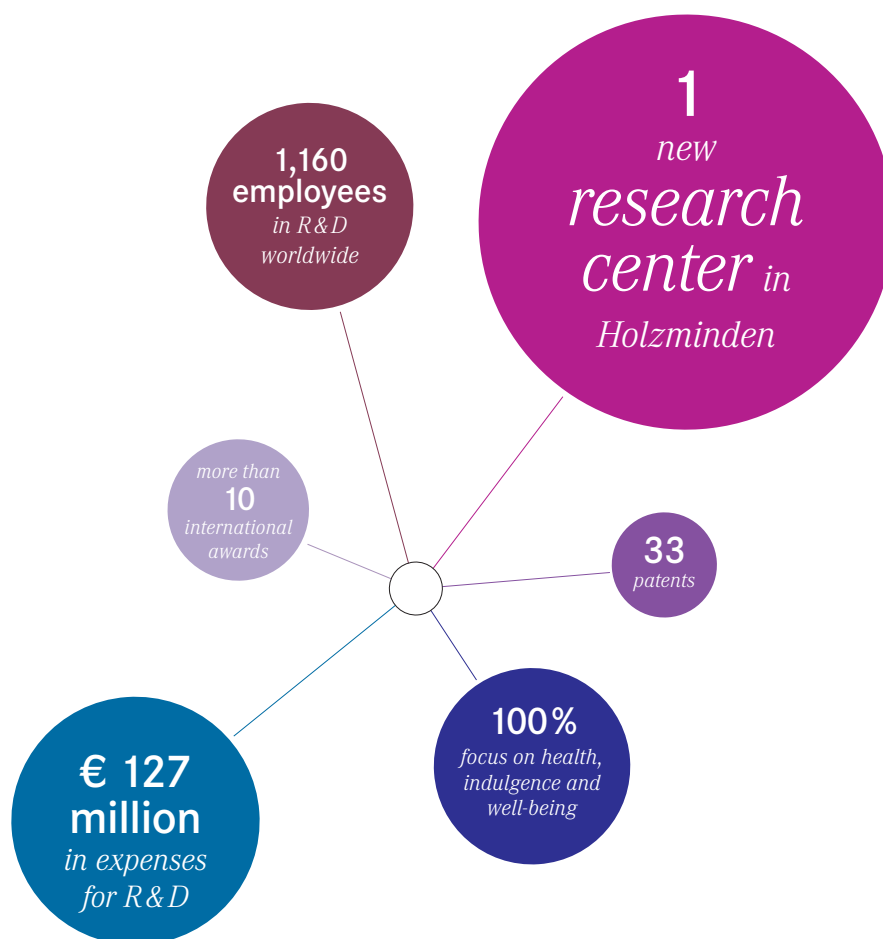 1
new
research
center in
Holzminden
1,160
employees
in R & D
worldwide
more than
10
international
awards
33
patents
100 %
focus on health,
indulgence and
well-being
€ 127
million
in expenses
for R & D